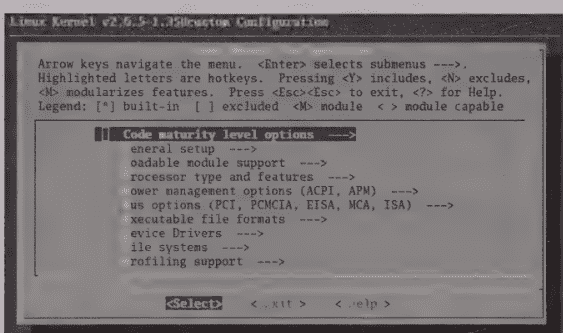 Linux Kernel v2.6.5-1.358custom Configuration
Arrow keys navigate the menu. <Enter> selects submenus --->.
Highlighted letters are hotkeys. Pressing <Y> includes, <N> excludes,
<M> modularizes features. Press <Esc><Esc> to exit, <?> for Help.
Legend: [*] built-in [ ] excluded <M> module < > module capable
Code maturity level options --->
eneral setup --->
oadable module support --->
rocessor type and features --->
ower management options (ACPI, APM) --->
us options (PCI, PCMCIA, EISA, MCA, ISA) --->
xecutable file formats --->
evice Drivers --->
ile systems --->
rofiling support --->
<Select> < xit > < elp >